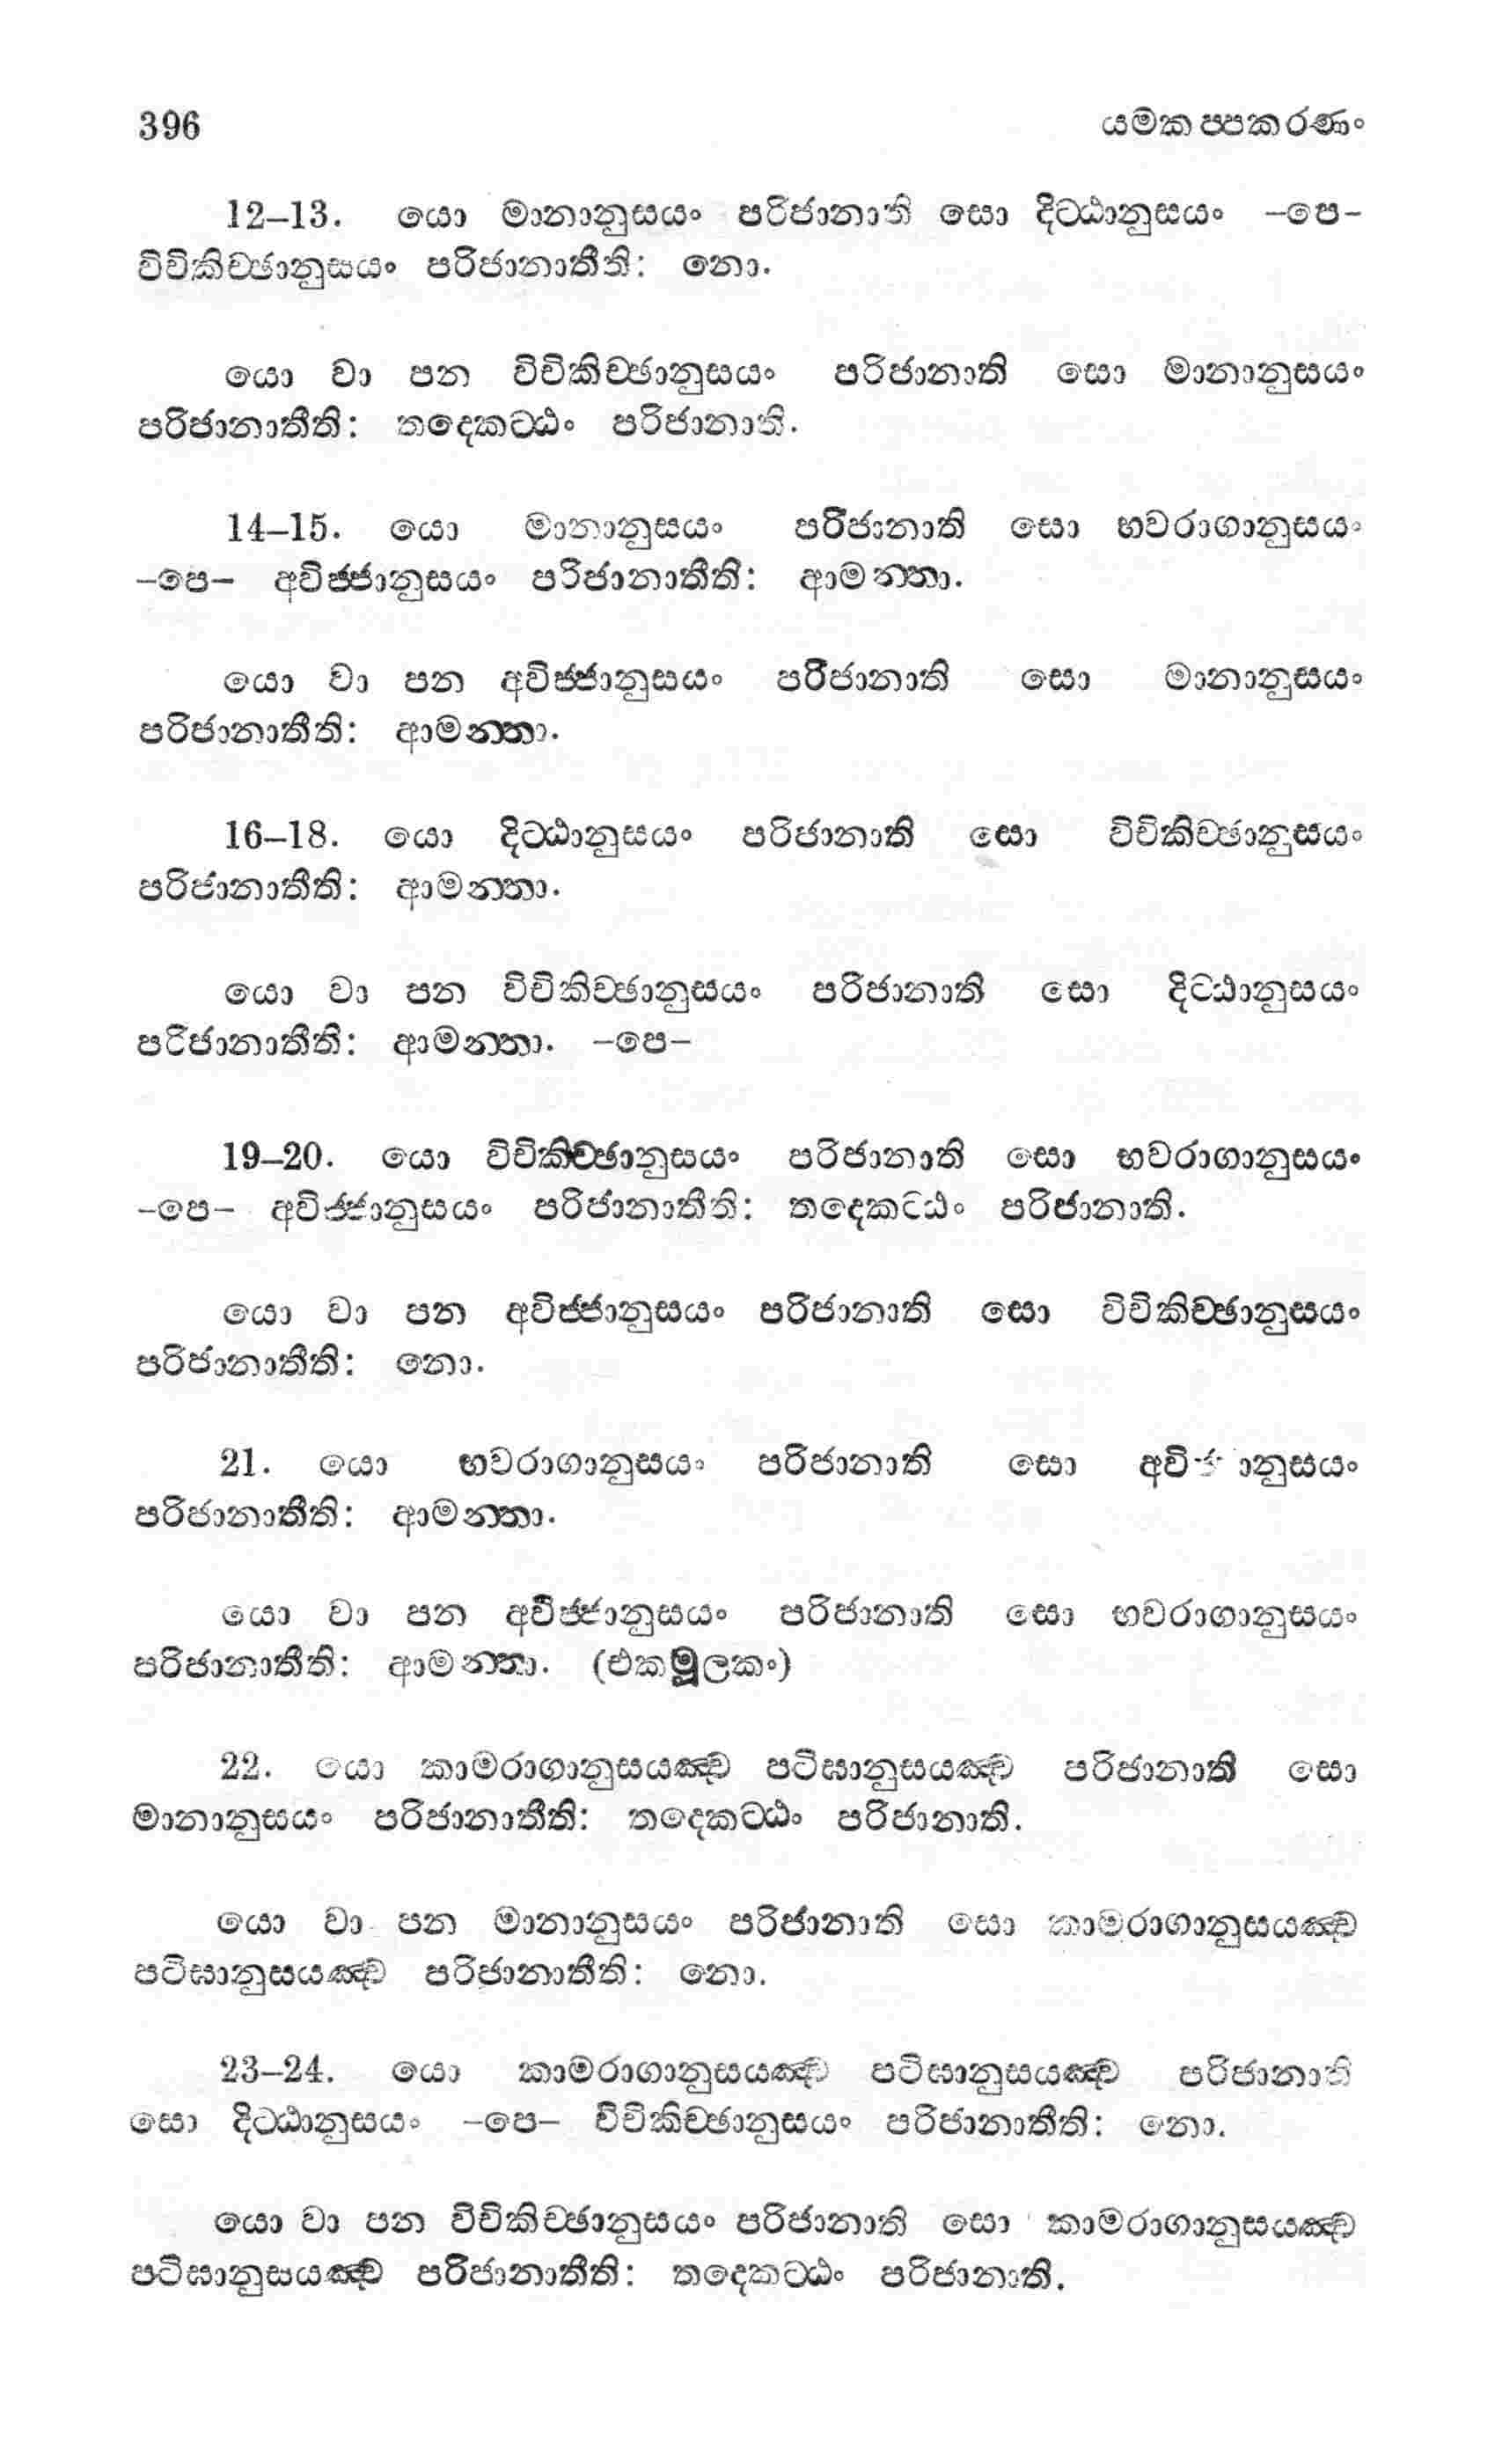 396 යමකප්පකරණං
12–13. යො මානානුසයං පරිජානාති සො දිට්ඨානුසයං –පෙ–
විචිකිච්ඡානුසයං පරිජානාතීති: නො.
යො වා පන විචිකිච්ඡානුසයං පරිජානාති සො මානානුසයං
පරිජානාතීති: තදෙකට්ඨං පරිජානාති.
14–15. යො මානානුසයං පරිජානාති සො භවරාගානුසයං
–පෙ– අවිජ්ජානුසයං පරිජානාතීති: ආමන්තා.
යො වා පන අවිජ්ජානුසයං පරිජානාති සො මානානුසයං
පරිජානාතීති: ආමන්තා.
16–18. යො දිට්ඨානුසයං පරිජානාති සො විචිකිච්ඡානුසයං
පරිජානාතීති: ආමන්තා.
යො වා පන විචිකිච්ඡානුසයං පරිජානාති සො දිට්ඨානුසයං
පරිජානාතීති: ආමන්තා. –පෙ–
19–20. යො විචිකිච්ඡානුසයං පරිජානාති සො භවරාගානුසයං
–පෙ– අවිජ්ජානුසයං පරිජානාතීති: තදෙකට්ඨං පරිජානාති.
යො වා පන අවිජ්ජානුසයං පරිජානාති සො විචිකිච්ඡානුසයං
පරිජානාතීති: නො.
21. යො භවරාගානුසයං පරිජානාති සො
පරිජානාතීති: ආමන්තා.
යො වා පන අවිජ්ජානුසයං පරිජානාති සො භවරාගානුසයං
පරිජානාතීති: ආමන්තා. (එකමූලකං)
22. යො කාමරාගානුසයඤ්ච පටිඝානුසයඤ්ච පරිජානාති සො
මානානුසයං පරිජානාතීති: තදෙකට්ඨං පරිජානාති.
යො වා පන මානානුසයං පරිජානාති සො කාමරාගානුසයඤ්ච
පටිඝානුසයඤ්ච පරිජානාතීති: නො.
23–24. යො කාමරාගානුසයඤ්ච පටිඝානුසයඤ්ච පරිජානාති
සො දිට්ඨානුසයං –පෙ– විචිකිච්ඡානුසයං පරිජානාතීති: නො.
යො වා පන විචිකිච්ඡානුසයං පරිජානාති සො කාමරාගානුසයඤ්ච
පටිඝානුසයඤ්ච පරිජානාතීති: තදෙකට්ඨං පරිජානාති.